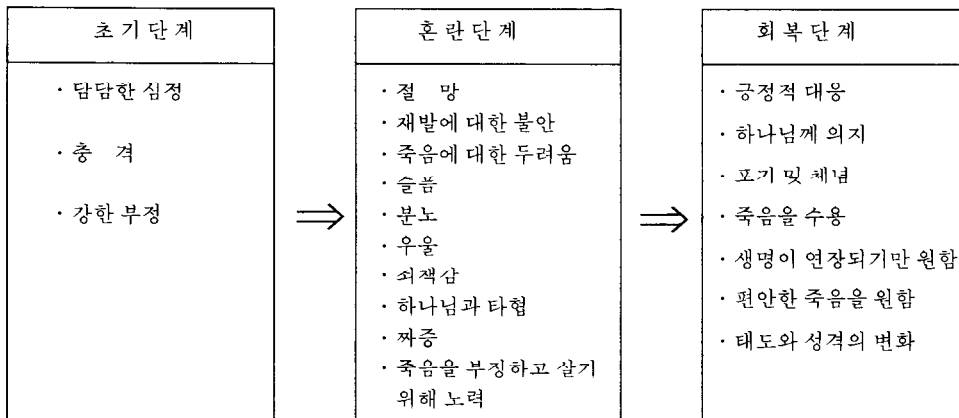 초기단계
· 담담한 심정
· 충 격
· 강한 부정
⇒
혼란단계
· 절 망
· 재발에 대한 불안
· 죽음에 대한 두려움
· 슬픔
· 분노
· 우울
· 죄책감
· 하나님과 타협
· 짜증
· 죽음을 부정하고 살기
위해 노력
⇒
회복단계
· 긍정적 대응
· 하나님께 의지
· 포기 및 체념
· 죽음을 수용
· 생명이 연장되기만 원함
· 편안한 죽음을 원함
· 태도와 성격의 변화